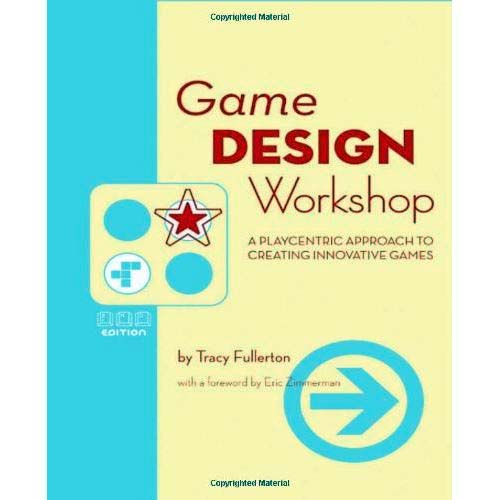 Copyrighted Material
Game
DESIGN
Workshop
A PLAYCENTRIC APPROACH TO
CREATING INNOVATIVE GAMES
EDITION
by Tracy Fullerton
with a foreword by Eric Zimmerman
Copyrighted Material